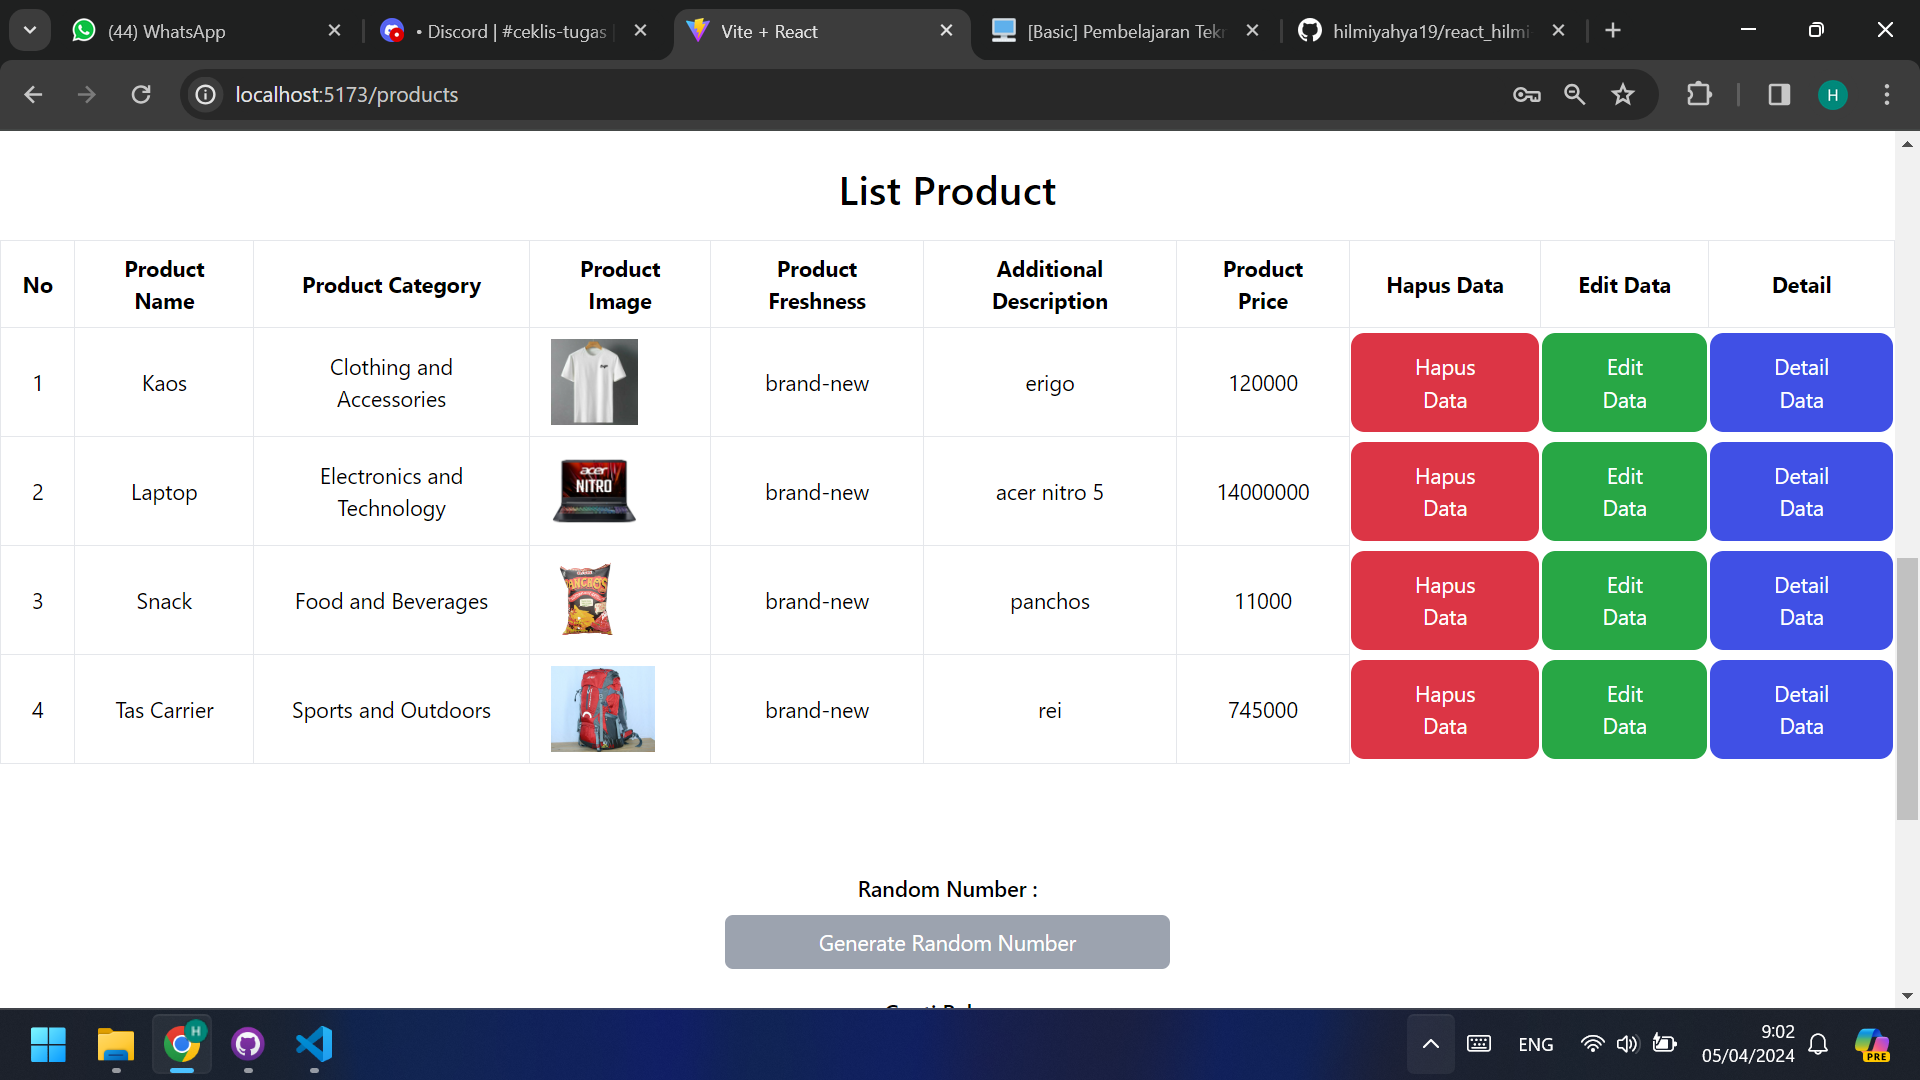 (44) WhatsApp
• Discord | #ceklis-tugas
Vite + React
[Basic] Pembelajaran Tekn
hilmiyahya19/react_hilmi
localhost:5173/products
H
List Product
No
Product
Name
Product Category
Product
Image
Product
Freshness
Additional
Description
Product
Price
Hapus Data
Edit Data
Detail
1
Kaos
Clothing and
Accessories
brand-new
erigo
120000
Hapus
Data
Edit
Data
Detail
Data
2
Laptop
Electronics and
Technology
acer
NITRO
brand-new
acer nitro 5
14000000
Hapus
Data
Edit
Data
Detail
Data
3
Snack
Food and Beverages
brand-new
panchos
11000
Hapus
Data
Edit
Data
Detail
Data
4
Tas Carrier
Sports and Outdoors
brand-new
rei
745000
Hapus
Data
Edit
Data
Detail
Data
Random Number :
Generate Random Number
H
ENG
9:02
05/04/2024
PRE